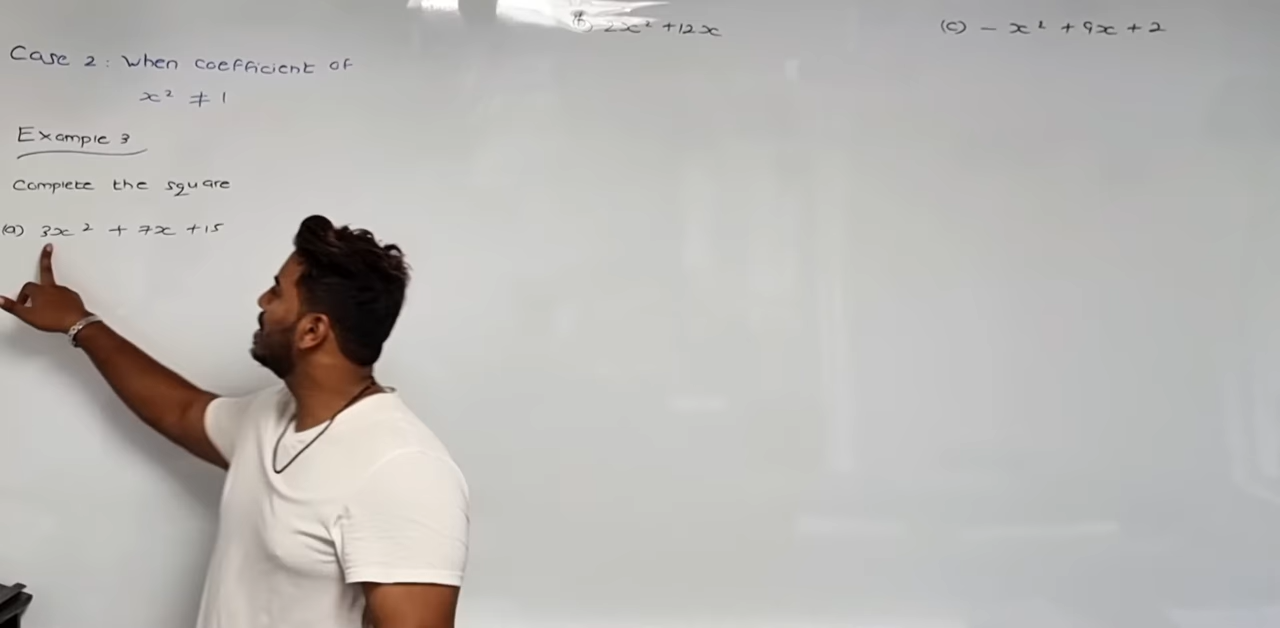 Case 2: When coefficient of
x² ≠ 1
Example 3
Complete the square
(a) 3x² + 7x + 15
(b) 2x² + 12x
(c) - x² + 9x + 2